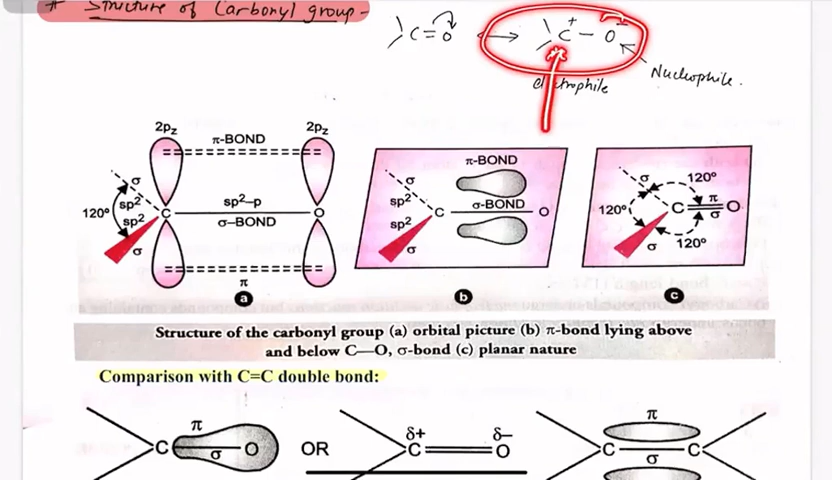 # Structure of Carbonyl group-
C=O ⟷ C⁺ - O⁻
electrophile
Nucleophile.
2pz 2pz
π-BOND
σ
sp² sp²–p
120° C O
sp² σ–BOND
σ
π
a
π-BOND
σ
sp² σ-BOND
C O
sp²
σ
b
σ 120°
120° C π O
σ
σ 120°
c
Structure of the carbonyl group (a) orbital picture (b) π-bond lying above
and below C—O, σ-bond (c) planar nature
Comparison with C=C double bond:
π
C σ O
OR
δ+ δ–
C O
π
C C
σ